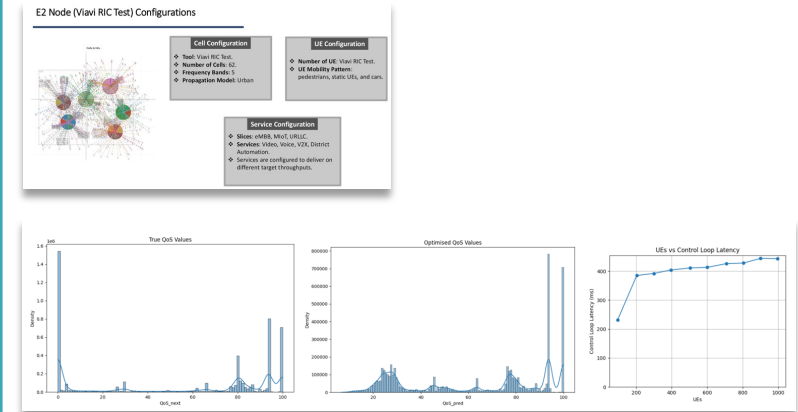 E2 Node (Viavi RIC Test) Configurations
Cells & UEs
Cell Configuration
❖ Tool: Viavi RIC Test.
❖ Number of Cells: 62.
❖ Frequency Bands: 5
❖ Propagation Model: Urban
UE Configuration
❖ Number of UE: Viavi RIC Test.
❖ UE Mobility Pattern:
pedestrians, static UEs, and cars.
Service Configuration
❖ Slices: eMBB, MIoT, URLLC.
❖ Services: Video, Voice, V2X, District
Automation.
❖ Services are configured to deliver on
different target throughputs.
True QoS Values
1e6
1.6
1.4
1.2
1.0
0.8
0.6
0.4
0.2
0.0
Density
0 20 40 60 80 100
QoS_next
Optimised QoS Values
800000
700000
600000
500000
400000
300000
200000
100000
0
Density
20 40 60 80 100
QoS_pred
UEs vs Control Loop Latency
400
300
200
100
0
Control Loop Latency (ms)
200 400 600 800 1000
UEs